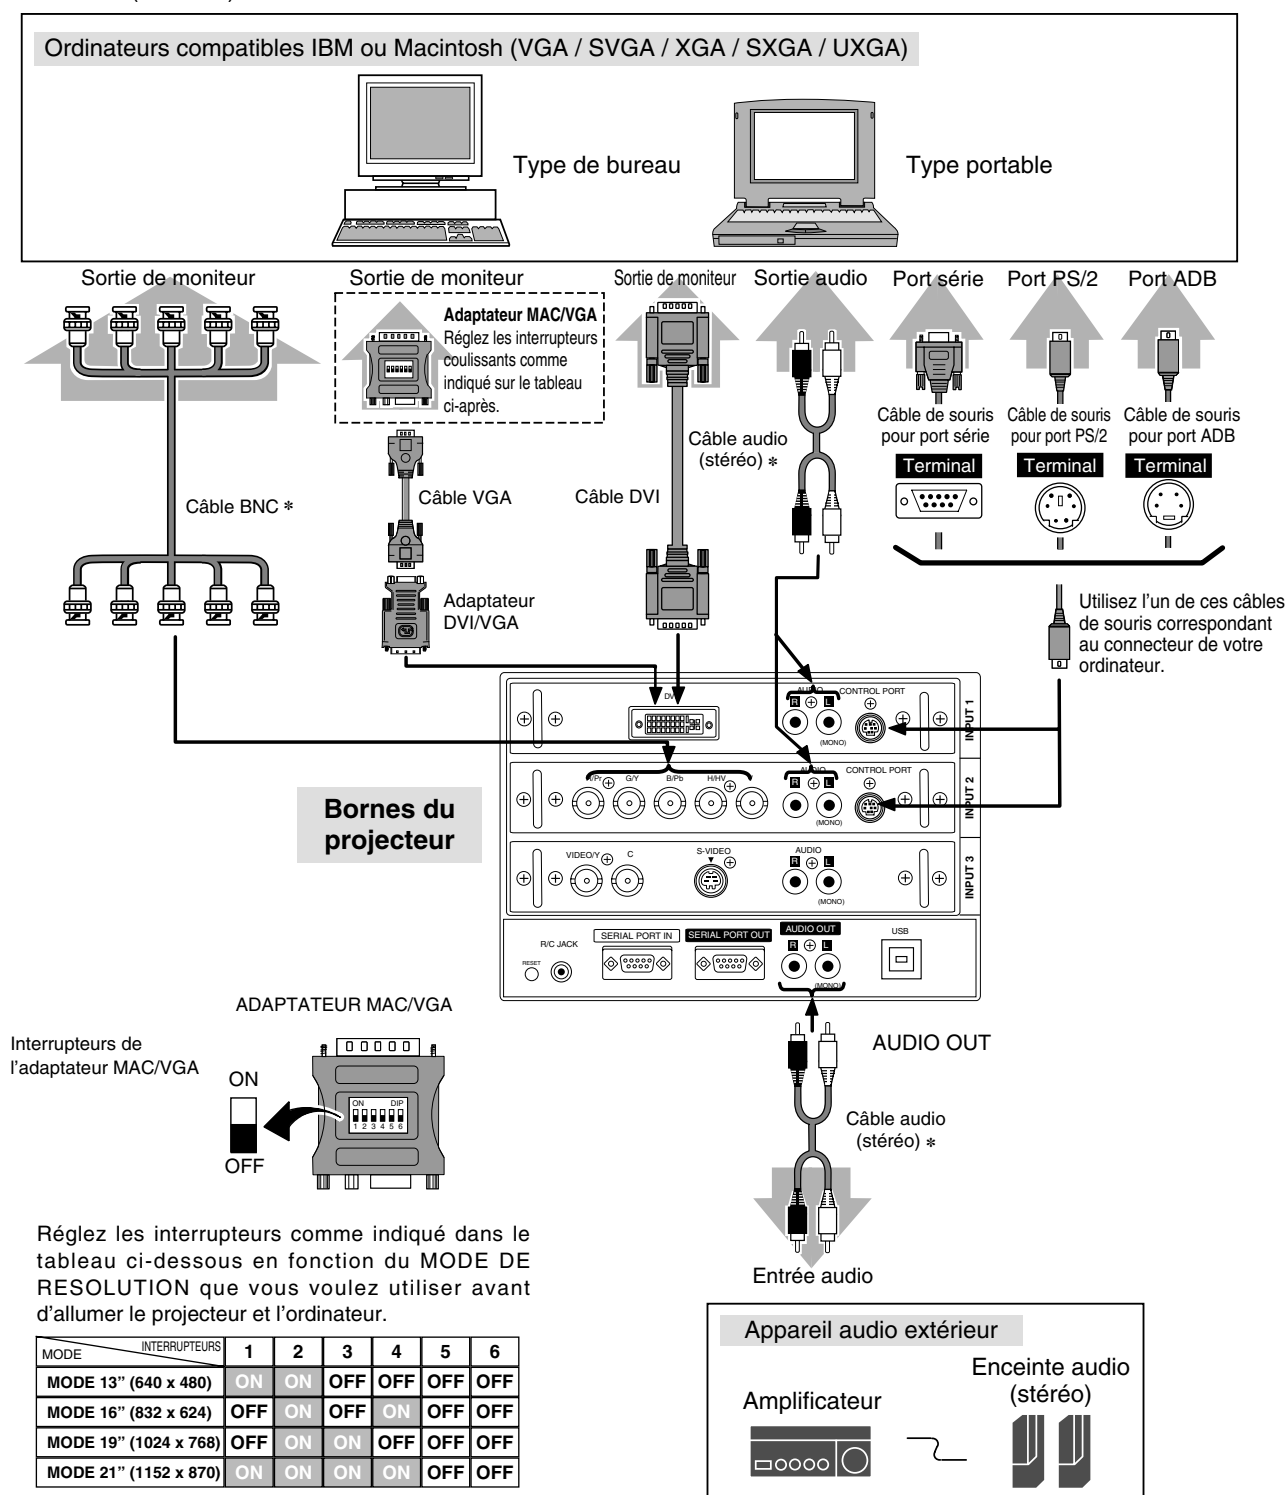 Ordinateurs compatibles IBM ou Macintosh (VGA / SVGA / XGA / SXGA / UXGA)
Type de bureau
Type portable
Sortie de moniteur
Sortie de moniteur
Sortie de moniteur
Sortie audio
Port série
Port PS/2
Port ADB
Adaptateur MAC/VGA
Réglez les interrupteurs
coulissants comme
indiqué sur le tableau
ci-après.
Câble BNC *
Câble VGA
Câble DVI
Câble audio
(stéréo) *
Câble de souris
pour port série
Câble de souris
pour port PS/2
Câble de souris
pour port ADB
Terminal
Terminal
Terminal
Adaptateur
DVI/VGA
Utilisez l'un de ces câbles
de souris correspondant
au connecteur de votre
ordinateur.
Bornes du
projecteur
AUDIO
CONTROL PORT
R L
(MONO)
INPUT 1
G/Y
B/Pb
H/HV
AUDIO
CONTROL PORT
R L
(MONO)
INPUT 2
VIDEO/Y
C
S-VIDEO
AUDIO
R L
(MONO)
INPUT 3
R/C JACK
RESET
SERIAL PORT IN
SERIAL PORT OUT
AUDIO OUT
R L
(MONO)
USB
ADAPTATEUR MAC/VGA
Interrupteurs de
l'adaptateur MAC/VGA
ON
OFF
ON DIP
1 2 3 4 5 6
AUDIO OUT
Câble audio
(stéréo) *
Entrée audio
Réglez les interrupteurs comme indiqué dans le
tableau ci-dessous en fonction du MODE DE
RESOLUTION que vous voulez utiliser avant
d'allumer le projecteur et l'ordinateur.
MODE INTERRUPTEURS 1 2 3 4 5 6
MODE 13” (640 x 480) ON ON OFF OFF OFF OFF
MODE 16” (832 x 624) OFF ON OFF ON OFF OFF
MODE 19” (1024 x 768) OFF ON ON OFF OFF OFF
MODE 21” (1152 x 870) ON ON ON ON OFF OFF
Appareil audio extérieur
Amplificateur
Enceinte audio
(stéréo)